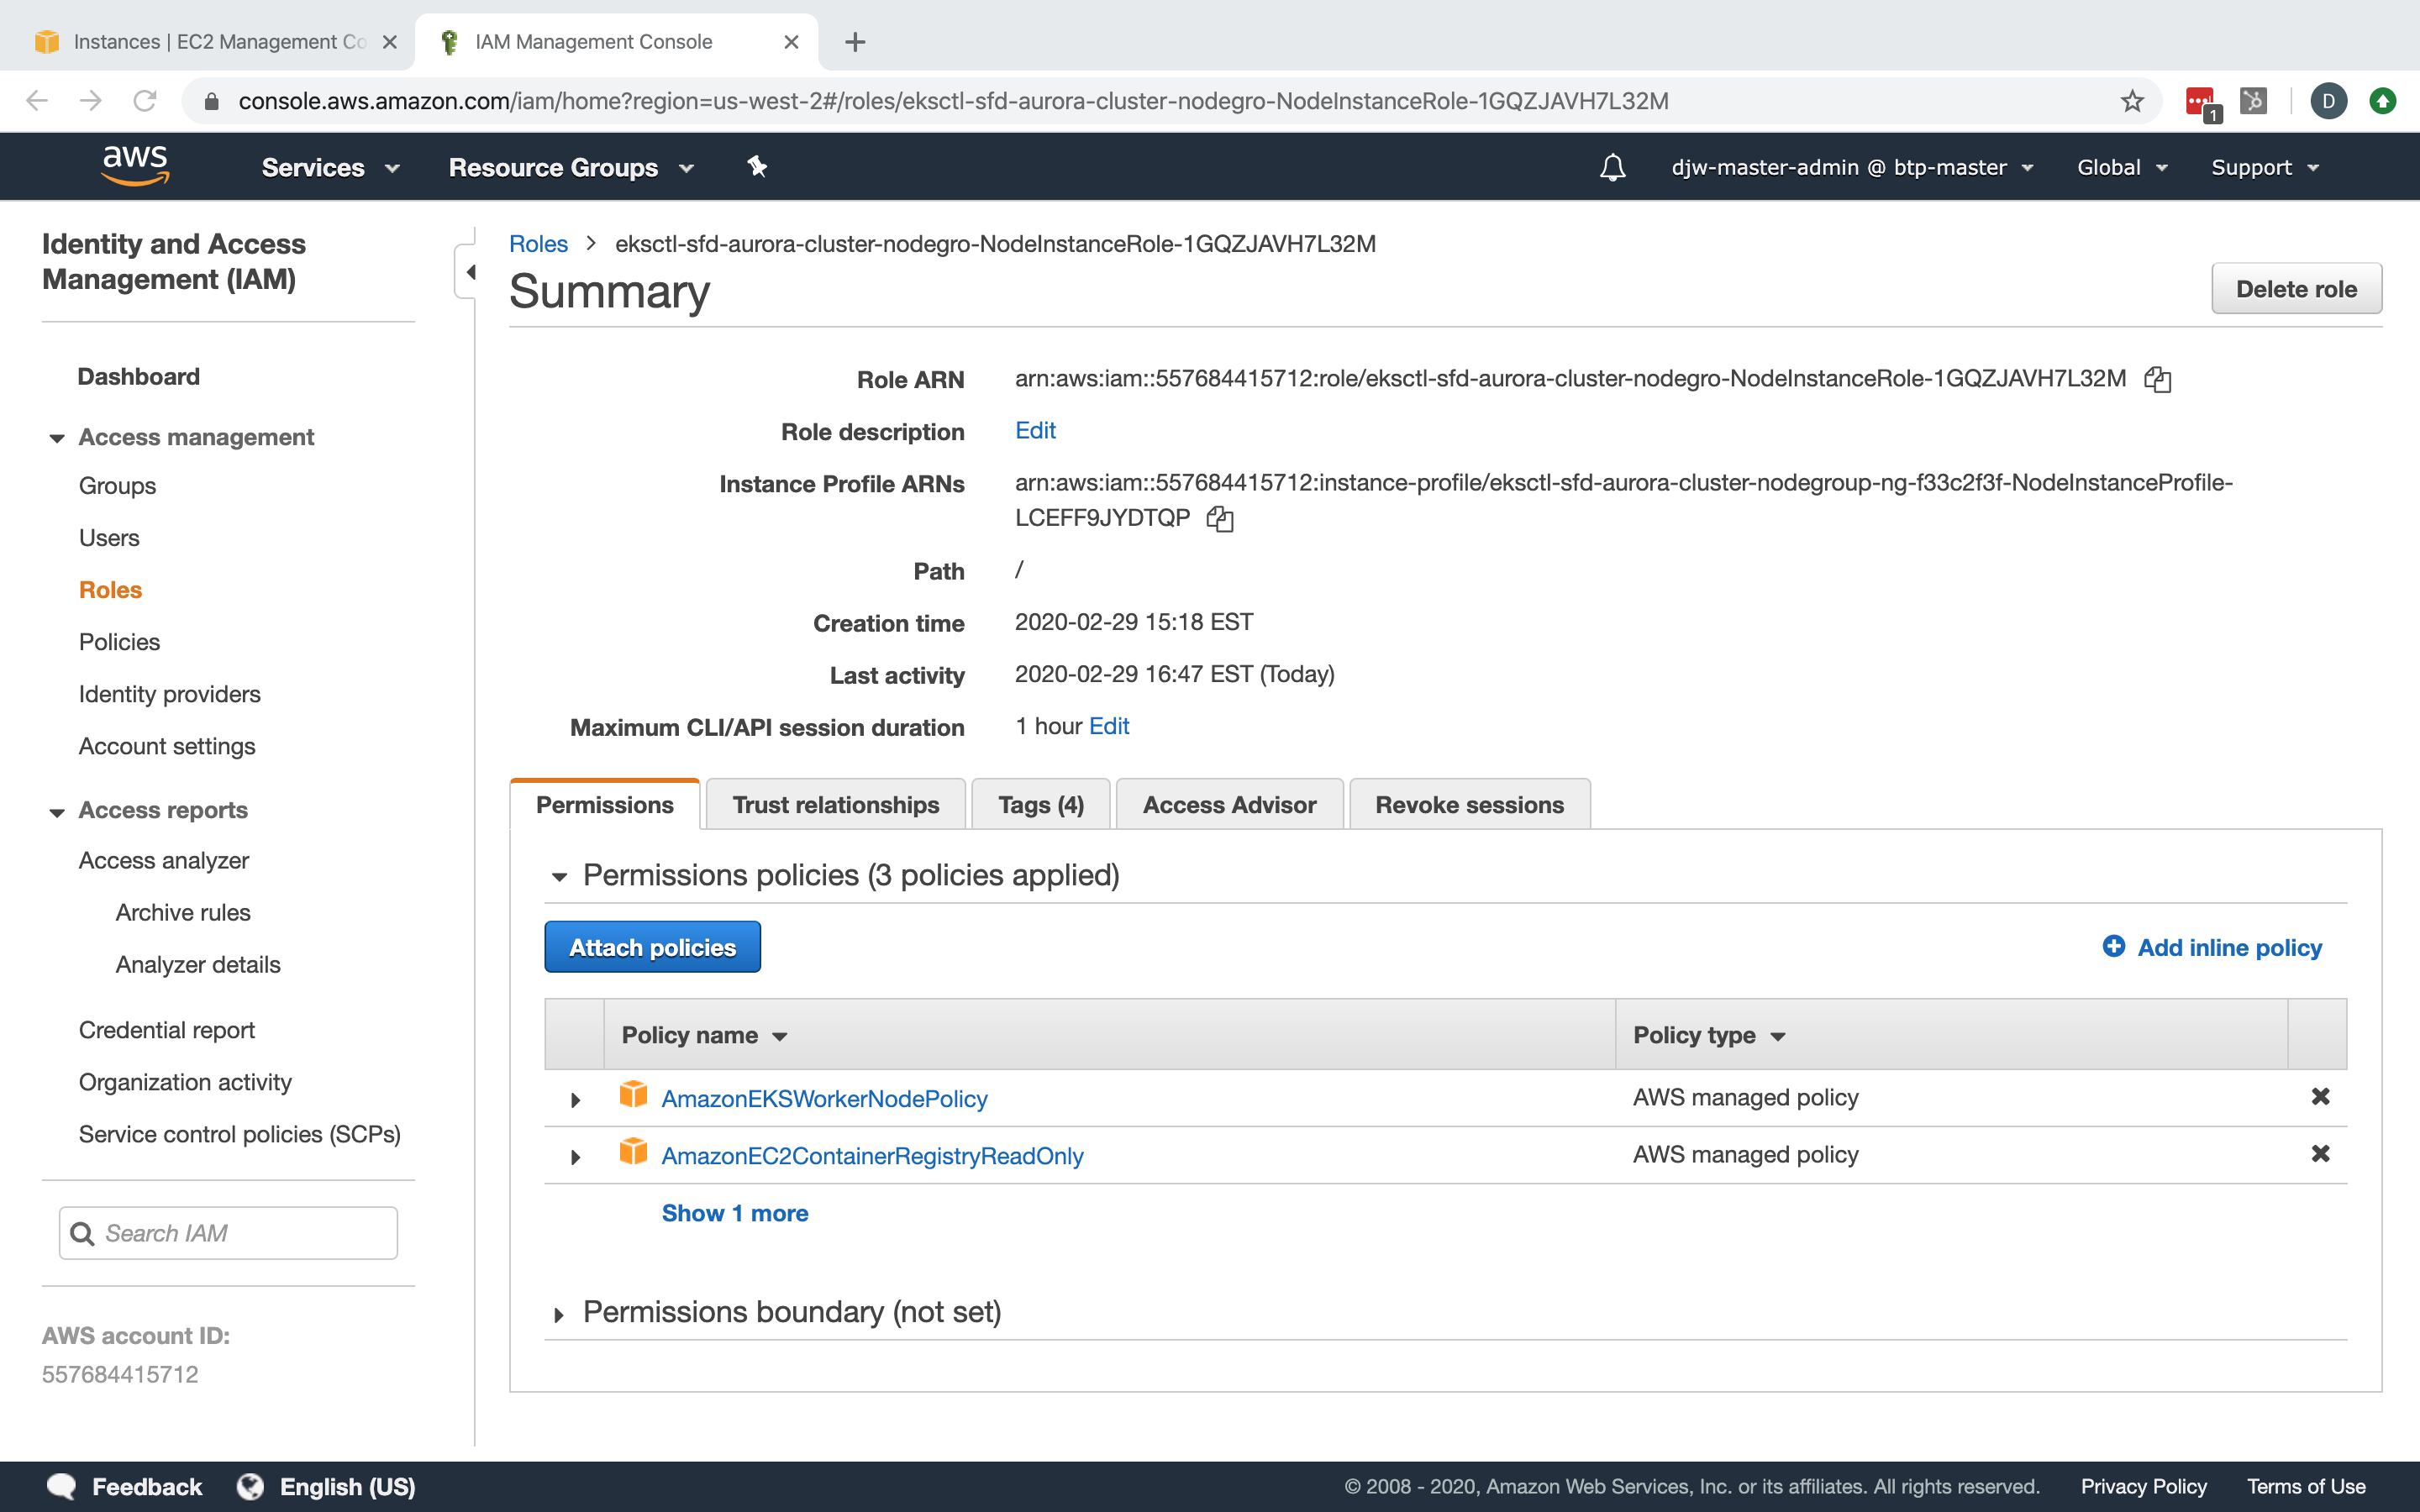 Instances | EC2 Management Co
IAM Management Console
console.aws.amazon.com/iam/home?region=us-west-2#/roles/eksctl-sfd-aurora-cluster-nodegro-NodeInstanceRole-1GQZJAVH7L32M
1
D
aws
Services
Resource Groups
djw-master-admin @ btp-master
Global
Support
Identity and Access
Management (IAM)
Dashboard
Access management
Groups
Users
Roles
Policies
Identity providers
Account settings
Access reports
Access analyzer
Archive rules
Analyzer details
Credential report
Organization activity
Service control policies (SCPs)
Search IAM
AWS account ID:
557684415712
Roles > eksctl-sfd-aurora-cluster-nodegro-NodeInstanceRole-1GQZJAVH7L32M
Summary
Delete role
Role ARN arn:aws:iam::557684415712:role/eksctl-sfd-aurora-cluster-nodegro-NodeInstanceRole-1GQZJAVH7L32M
Role description Edit
Instance Profile ARNs arn:aws:iam::557684415712:instance-profile/eksctl-sfd-aurora-cluster-nodegroup-ng-f33c2f3f-NodeInstanceProfile-
LCEFF9JYDTQP
Path /
Creation time 2020-02-29 15:18 EST
Last activity 2020-02-29 16:47 EST (Today)
Maximum CLI/API session duration 1 hour Edit
Permissions
Trust relationships
Tags (4)
Access Advisor
Revoke sessions
Permissions policies (3 policies applied)
Attach policies
Add inline policy
Policy name
Policy type
AmazonEKSWorkerNodePolicy AWS managed policy
AmazonEC2ContainerRegistryReadOnly AWS managed policy
Show 1 more
Permissions boundary (not set)
Feedback
English (US)
© 2008 - 2020, Amazon Web Services, Inc. or its affiliates. All rights reserved.
Privacy Policy
Terms of Use